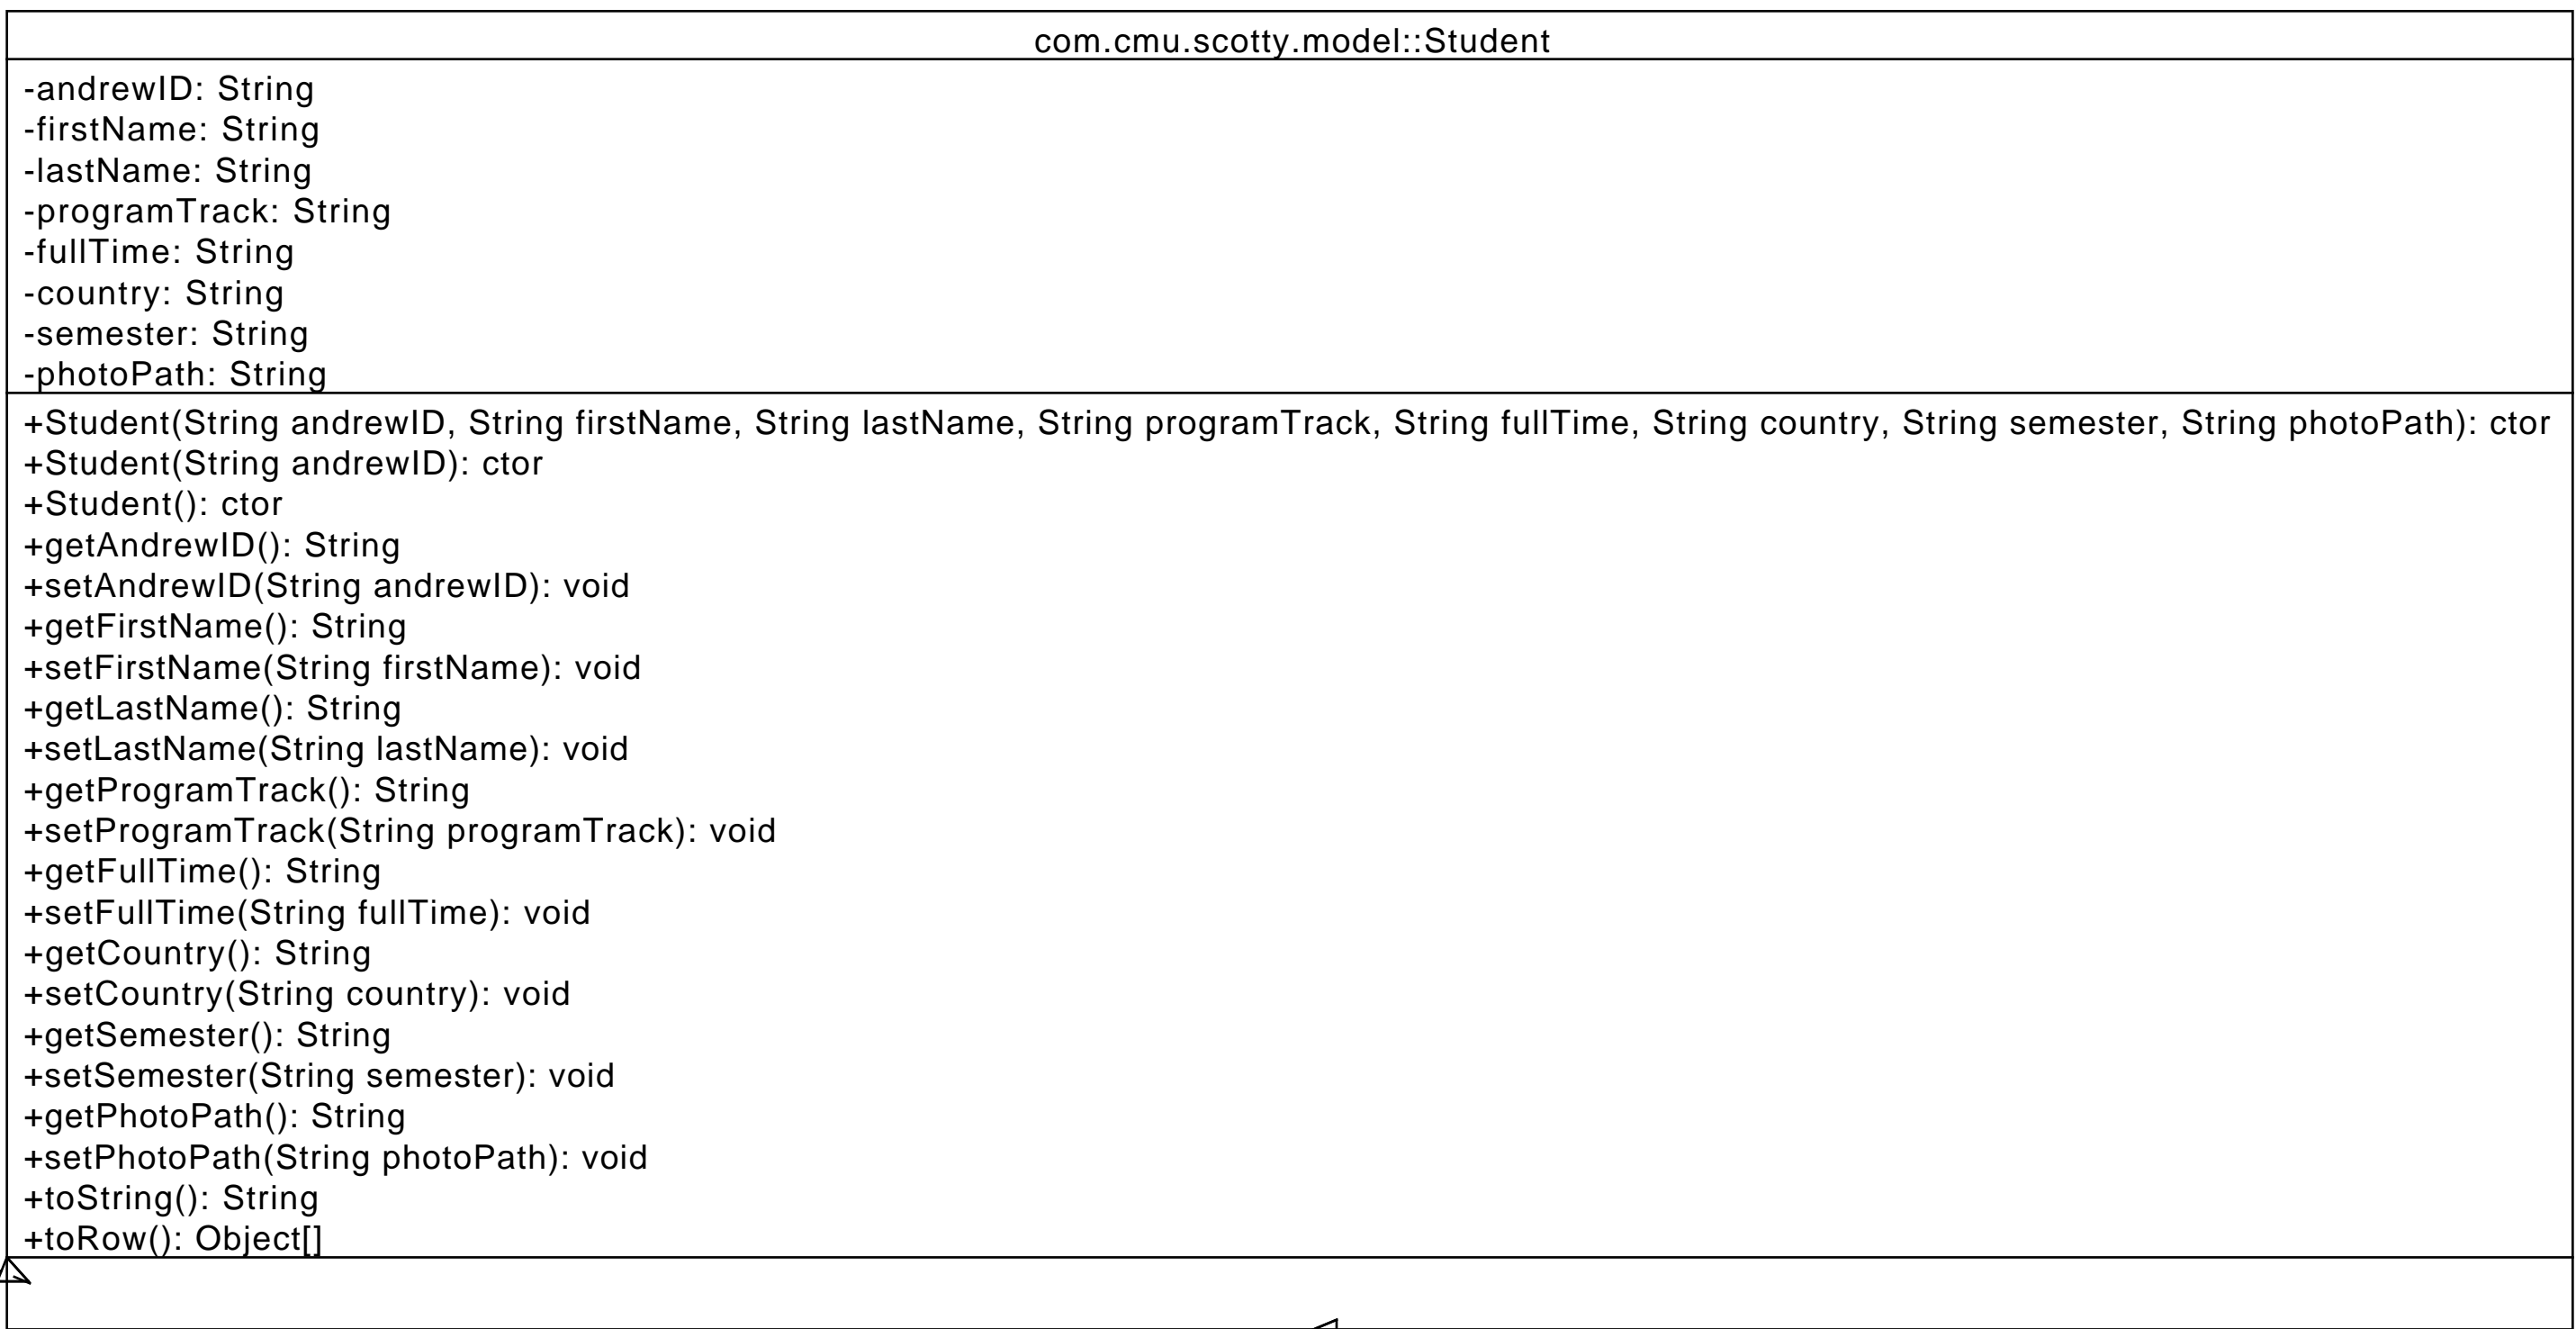 com.cmu.scotty.model::Student
-andrewID: String
-firstName: String
-lastName: String
-programTrack: String
-fullTime: String
-country: String
-semester: String
-photoPath: String
+Student(String andrewID, String firstName, String lastName, String programTrack, String fullTime, String country, String semester, String photoPath): ctor
+Student(String andrewID): ctor
+Student(): ctor
+getAndrewID(): String
+setAndrewID(String andrewID): void
+getFirstName(): String
+setFirstName(String firstName): void
+getLastName(): String
+setLastName(String lastName): void
+getProgramTrack(): String
+setProgramTrack(String programTrack): void
+getFullTime(): String
+setFullTime(String fullTime): void
+getCountry(): String
+setCountry(String country): void
+getSemester(): String
+setSemester(String semester): void
+getPhotoPath(): String
+setPhotoPath(String photoPath): void
+toString(): String
+toRow(): Object[]